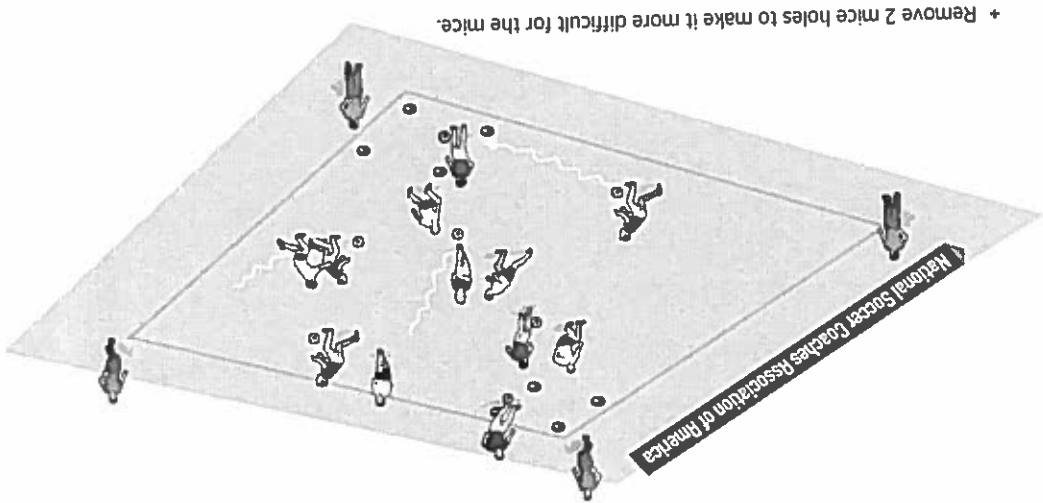 National Soccer Coaches Association of America
+ Remove 2 mice holes to make it more difficult for the mice.